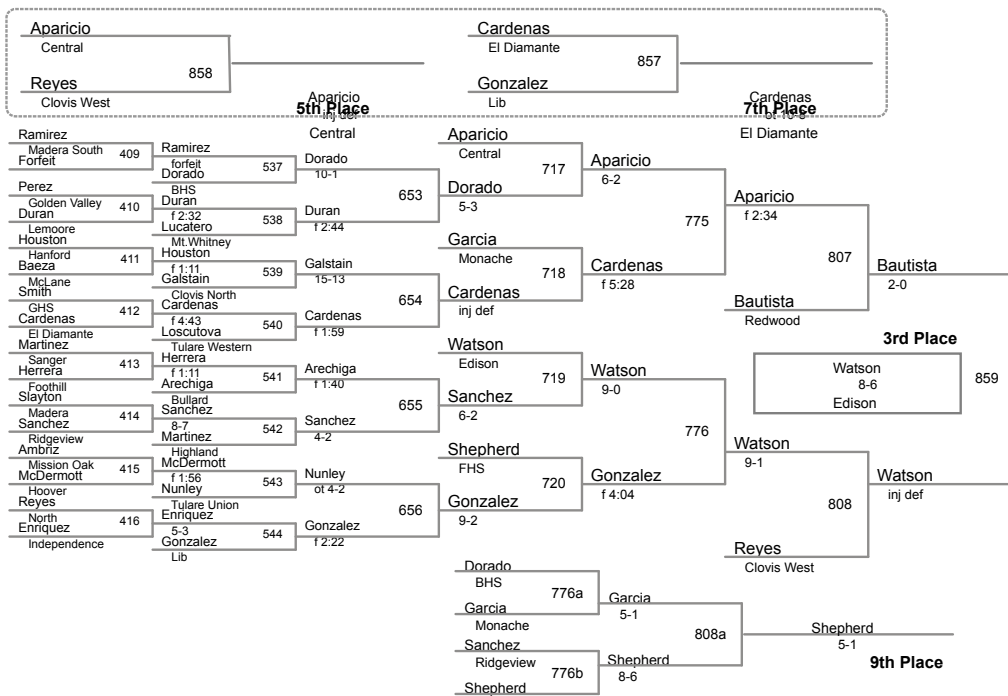 Aparicio
Central
858
Reyes
Clovis West
Aparicio
inj def
5th Place
Central
Cardenas
El Diamante
857
Gonzalez
Lib
Cardenas
ot 10-8
7th Place
El Diamante
Ramirez
Madera South
409
Forfeit
Perez
Golden Valley
410
Duran
Lemoore
Houston
Hanford
411
Baeza
McLane
Smith
GHS
412
Cardenas
El Diamante
Martinez
Sanger
413
Herrera
Foothill
Slayton
Madera
414
Sanchez
Ridgeview
Ambriz
Mission Oak
415
McDermott
Hoover
Reyes
North
416
Enriquez
Independence
Ramirez
forfeit
537
Dorado
BHS
Duran
f 2:32
538
Lucatero
Mt.Whitney
Houston
f 1:11
539
Galstain
Clovis North
Cardenas
f 4:43
540
Loscutova
Tulare Western
Herrera
f 1:11
541
Arechiga
Bullard
Sanchez
8-7
542
Martinez
Highland
McDermott
f 1:56
543
Nunley
Tulare Union
Enriquez
5-3
544
Gonzalez
Lib
Dorado
10-1
653
Duran
f 2:44
Galstain
15-13
654
Cardenas
f 1:59
Arechiga
f 1:40
655
Sanchez
4-2
Nunley
ot 4-2
656
Gonzalez
f 2:22
Aparicio
Central
717
Dorado
5-3
Garcia
Monache
718
Cardenas
inj def
Watson
Edison
719
Sanchez
6-2
Shepherd
FHS
720
Gonzalez
9-2
Aparicio
6-2
775
Cardenas
f 5:28
Watson
9-0
776
Gonzalez
f 4:04
Aparicio
f 2:34
807
Bautista
Redwood
Watson
9-1
808
Reyes
Clovis West
Bautista
2-0
3rd Place
Watson
8-6
859
Edison
Watson
inj def
Dorado
BHS
776a
Garcia
Monache
Sanchez
Ridgeview
776b
Shepherd
Garcia
5-1
808a
Shepherd
8-6
Shepherd
5-1
9th Place